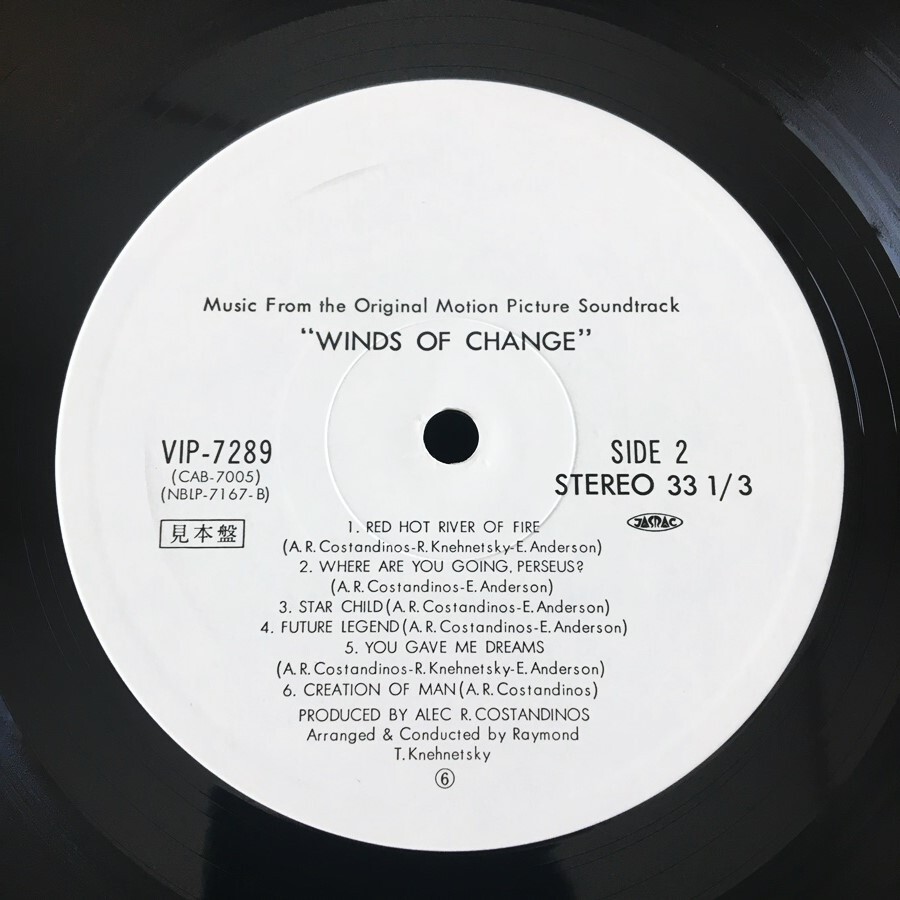 Music From the Original Motion Picture Soundtrack
“WINDS OF CHANGE”
VIP-7289
(CAB-7005)
(NBLP-7167-B)
見本盤
SIDE 2
STEREO 33 1/3
JASRAC
1. RED HOT RIVER OF FIRE
(A. R. Costandinos-R. Knehnetsky-E. Anderson)
2. WHERE ARE YOU GOING, PERSEUS?
(A. R. Costandinos-E. Anderson)
3. STAR CHILD (A. R. Costandinos-E. Anderson)
4. FUTURE LEGEND (A. R. Costandinos-E. Anderson)
5. YOU GAVE ME DREAMS
(A. R. Costandinos-R. Knehnetsky-E. Anderson)
6. CREATION OF MAN (A. R. Costandinos)
PRODUCED BY ALEC R. COSTANDINOS
Arranged & Conducted by Raymond
T. Knehnetsky
⑥